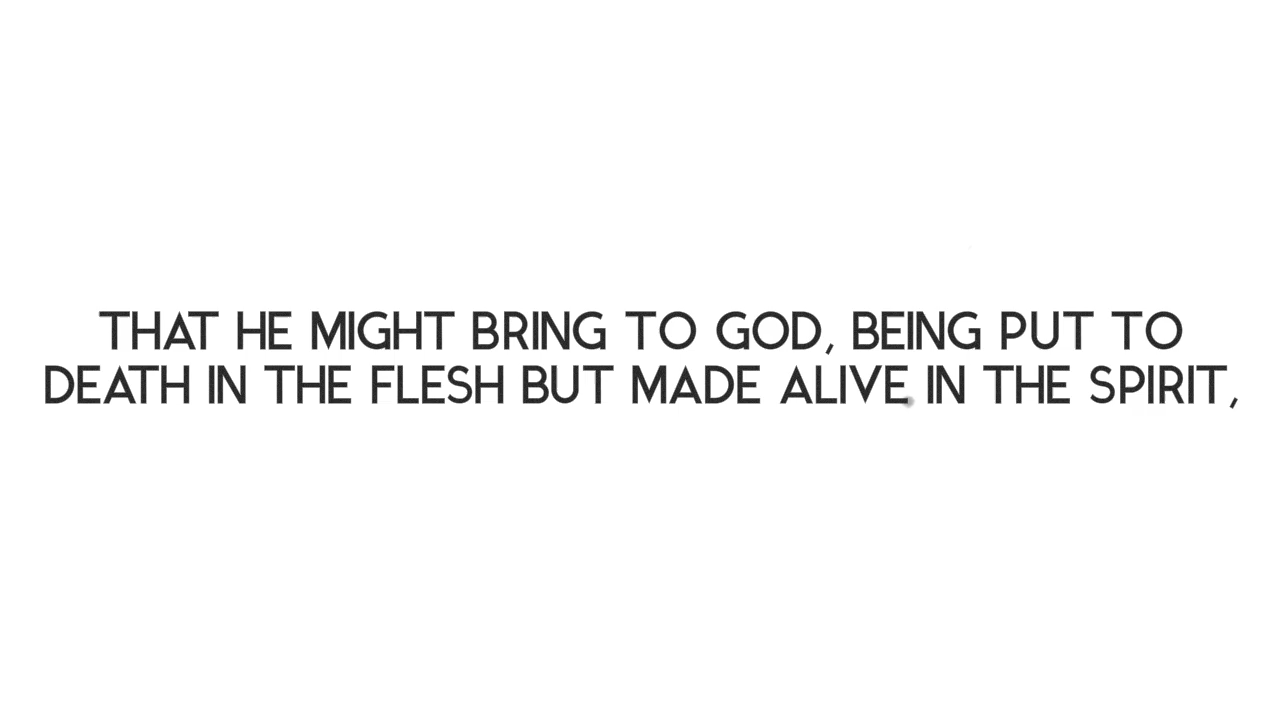 THAT HE MIGHT BRING TO GOD, BEING PUT TO
DEATH IN THE FLESH BUT MADE ALIVE IN THE SPIRIT,